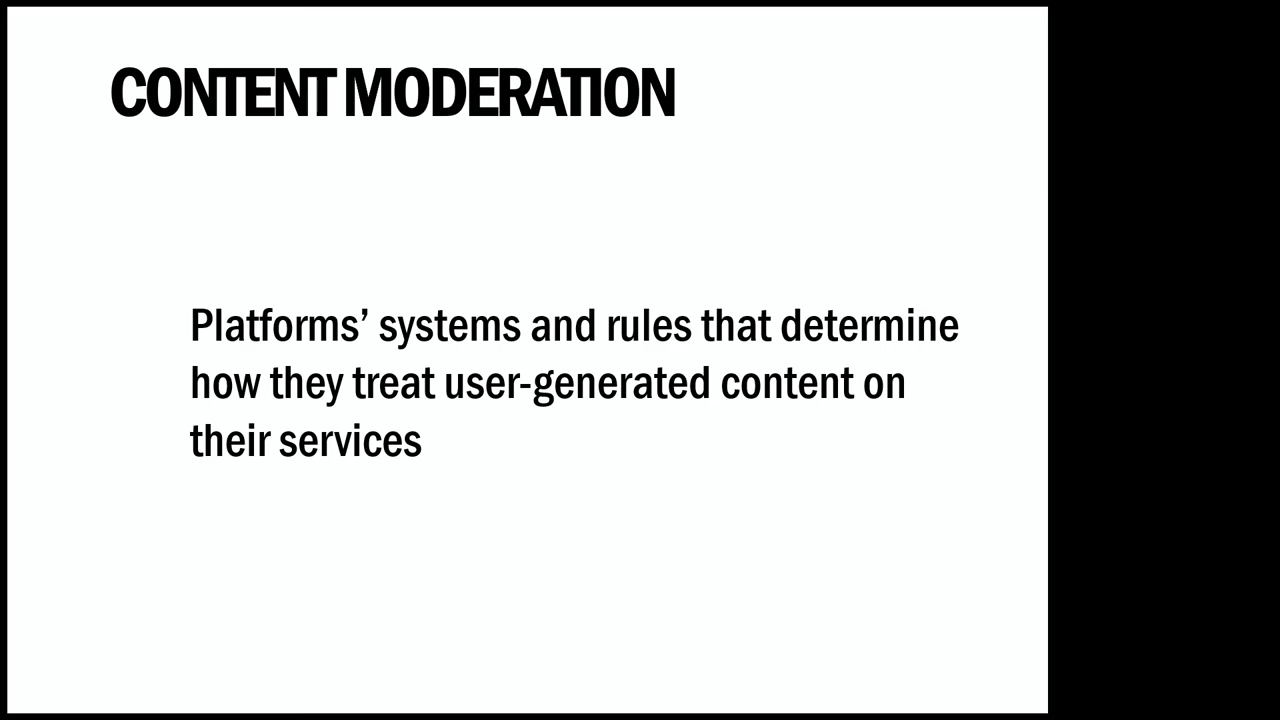 CONTENT MODERATION
Platforms’ systems and rules that determine
how they treat user-generated content on
their services